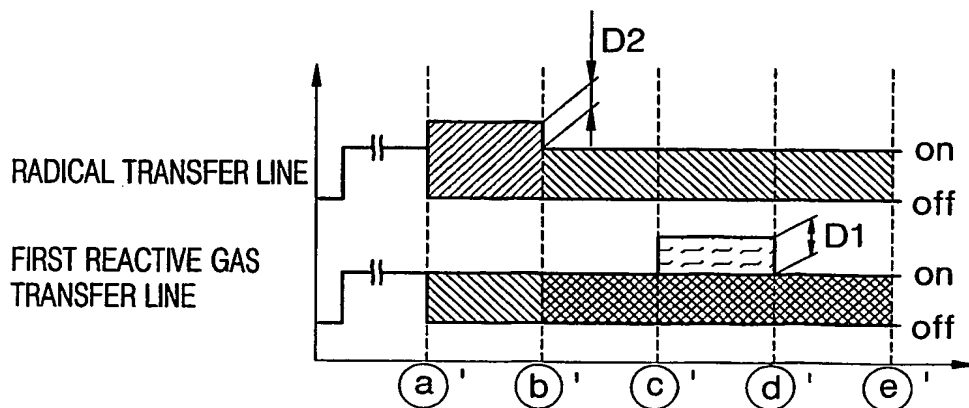 D2
RADICAL TRANSFER LINE
on
off
FIRST REACTIVE GAS
TRANSFER LINE
D1
on
off
a ' b ' c ' d ' e '